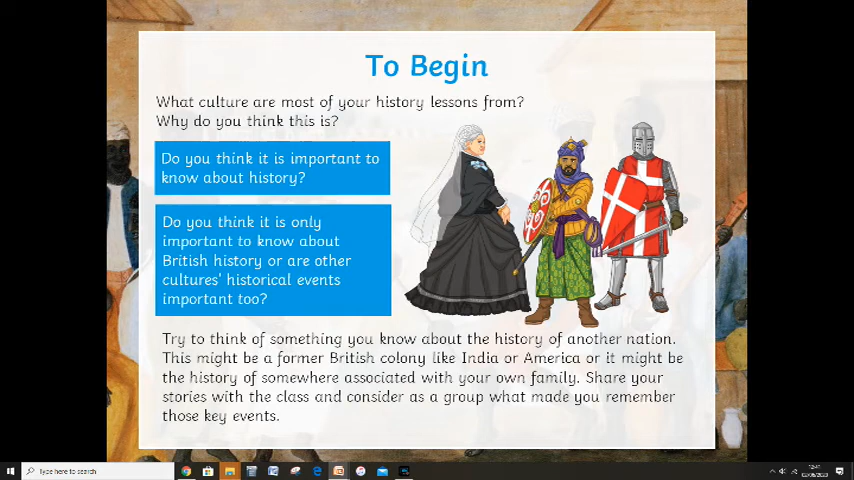 To Begin
What culture are most of your history lessons from?
Why do you think this is?
Do you think it is important to
know about history?
Do you think it is only
important to know about
British history or are other
cultures' historical events
important too?
Try to think of something you know about the history of another nation.
This might be a former British colony like India or America or it might be
the history of somewhere associated with your own family. Share your
stories with the class and consider as a group what made you remember
those key events.
Type here to search
12:41